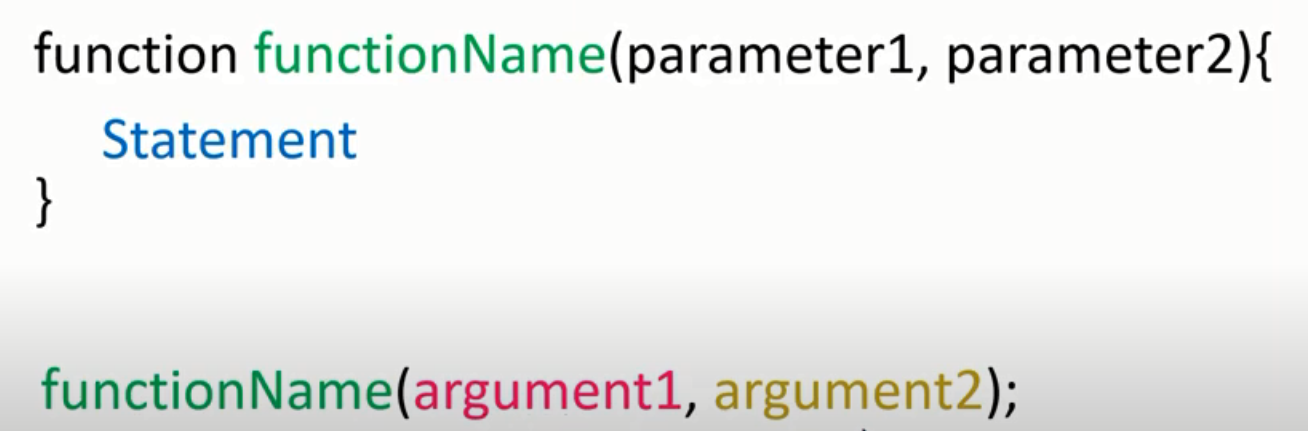 function functionName(parameter1, parameter2){
Statement
}
functionName(argument1, argument2);